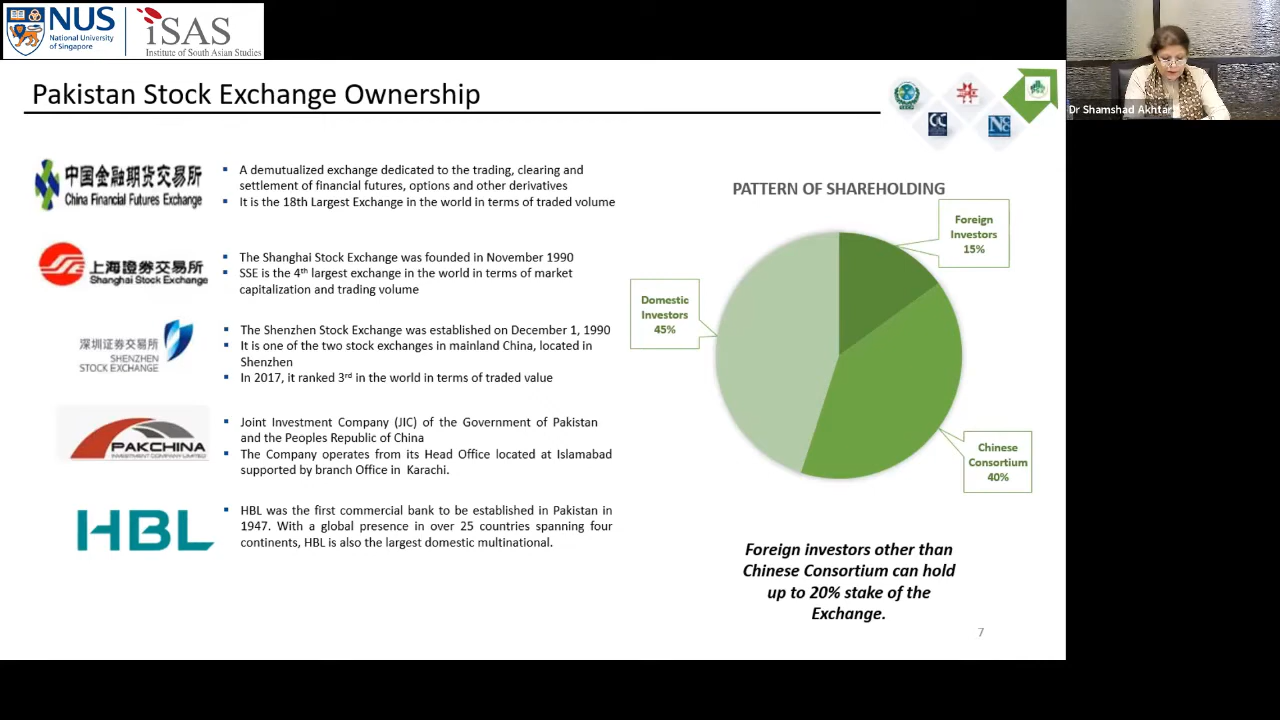 NUS
National University
of Singapore
iSAS
Institute of South Asian Studies
Dr Shamshad Akhtar
Pakistan Stock Exchange Ownership
中国金融期货交易所
China Financial Futures Exchange
A demutualized exchange dedicated to the trading, clearing and
settlement of financial futures, options and other derivatives
It is the 18th Largest Exchange in the world in terms of traded volume
上海證券交易所
Shanghai Stock Exchange
The Shanghai Stock Exchange was founded in November 1990
SSE is the 4th largest exchange in the world in terms of market
capitalization and trading volume
深圳证券交易所
SHENZHEN
STOCK EXCHANGE
The Shenzhen Stock Exchange was established on December 1, 1990
It is one of the two stock exchanges in mainland China, located in
Shenzhen
In 2017, it ranked 3rd in the world in terms of traded value
PAKCHINA
INVESTMENT COMPANY LIMITED
Joint Investment Company (JIC) of the Government of Pakistan
and the Peoples Republic of China
The Company operates from its Head Office located at Islamabad
supported by branch Office in Karachi.
HBL
HBL was the first commercial bank to be established in Pakistan in
1947. With a global presence in over 25 countries spanning four
continents, HBL is also the largest domestic multinational.
PATTERN OF SHAREHOLDING
Foreign
Investors
15%
Domestic
Investors
45%
Chinese
Consortium
40%
Foreign investors other than
Chinese Consortium can hold
up to 20% stake of the
Exchange.
7